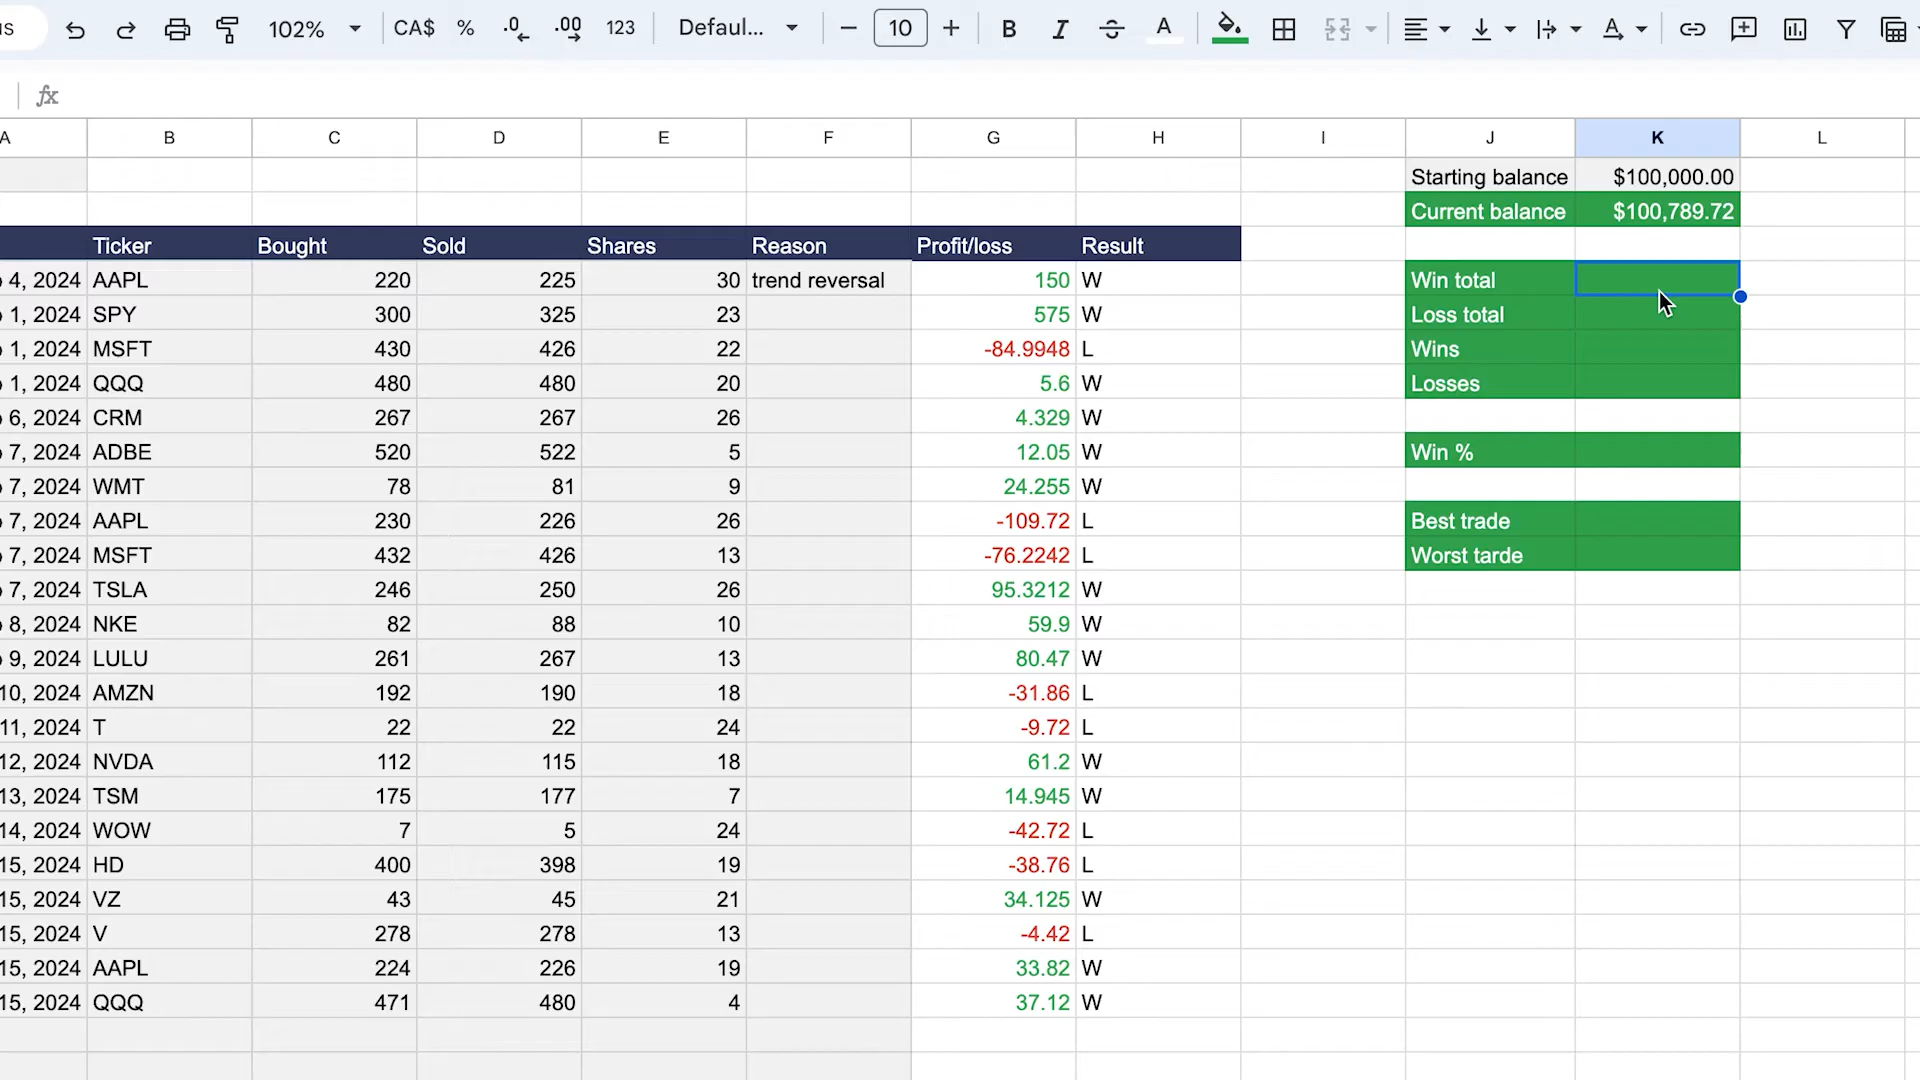 us 102% CA$ % .0 .00 123 Defaul... 10 B I A A
fx
A B C D E F G H I J K L
Starting balance $100,000.00
Current balance $100,789.72
Ticker Bought Sold Shares Reason Profit/loss Result
4, 2024 AAPL 220 225 30 trend reversal 150 W Win total
1, 2024 SPY 300 325 23 575 W Loss total
1, 2024 MSFT 430 426 22 -84.9948 L Wins
1, 2024 QQQ 480 480 20 5.6 W Losses
6, 2024 CRM 267 267 26 4.329 W
7, 2024 ADBE 520 522 5 12.05 W Win %
7, 2024 WMT 78 81 9 24.255 W
7, 2024 AAPL 230 226 26 -109.72 L Best trade
7, 2024 MSFT 432 426 13 -76.2242 L Worst tarde
7, 2024 TSLA 246 250 26 95.3212 W
8, 2024 NKE 82 88 10 59.9 W
9, 2024 LULU 261 267 13 80.47 W
10, 2024 AMZN 192 190 18 -31.86 L
11, 2024 T 22 22 24 -9.72 L
12, 2024 NVDA 112 115 18 61.2 W
13, 2024 TSM 175 177 7 14.945 W
14, 2024 WOW 7 5 24 -42.72 L
15, 2024 HD 400 398 19 -38.76 L
15, 2024 VZ 43 45 21 34.125 W
15, 2024 V 278 278 13 -4.42 L
15, 2024 AAPL 224 226 19 33.82 W
15, 2024 QQQ 471 480 4 37.12 W